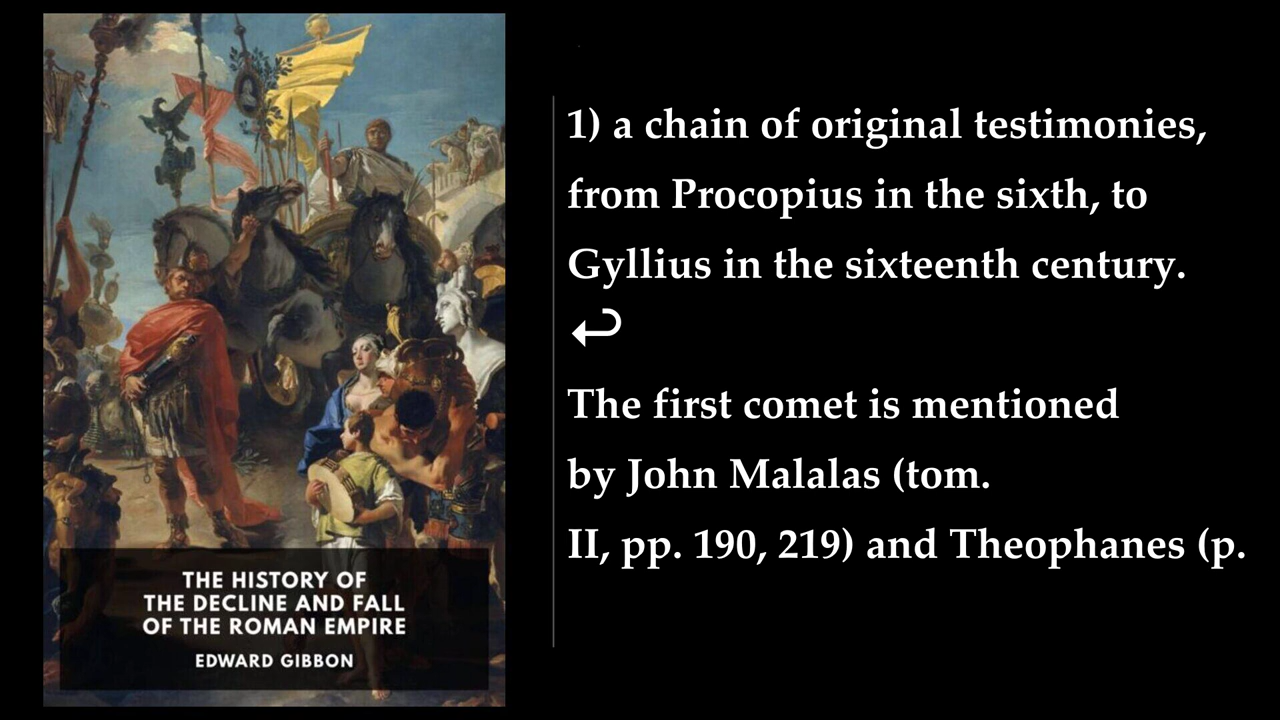 THE HISTORY OF
THE DECLINE AND FALL
OF THE ROMAN EMPIRE
EDWARD GIBBON
1) a chain of original testimonies,
from Procopius in the sixth, to
Gyllius in the sixteenth century.
↩
The first comet is mentioned
by John Malalas (tom.
II, pp. 190, 219) and Theophanes (p.